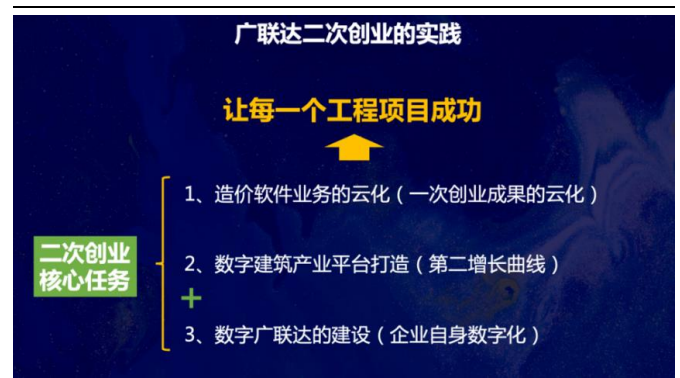 广联达二次创业的实践
让每一个工程项目成功
1、造价软件业务的云化（一次创业成果的云化）
二次创业
核心任务
2、数字建筑产业平台打造（第二增长曲线）
+
3、数字广联达的建设（企业自身数字化）